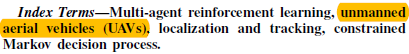 Index Terms—Multi-agent reinforcement learning, unmanned
aerial vehicles (UAVs), localization and tracking, constrained
Markov decision process.